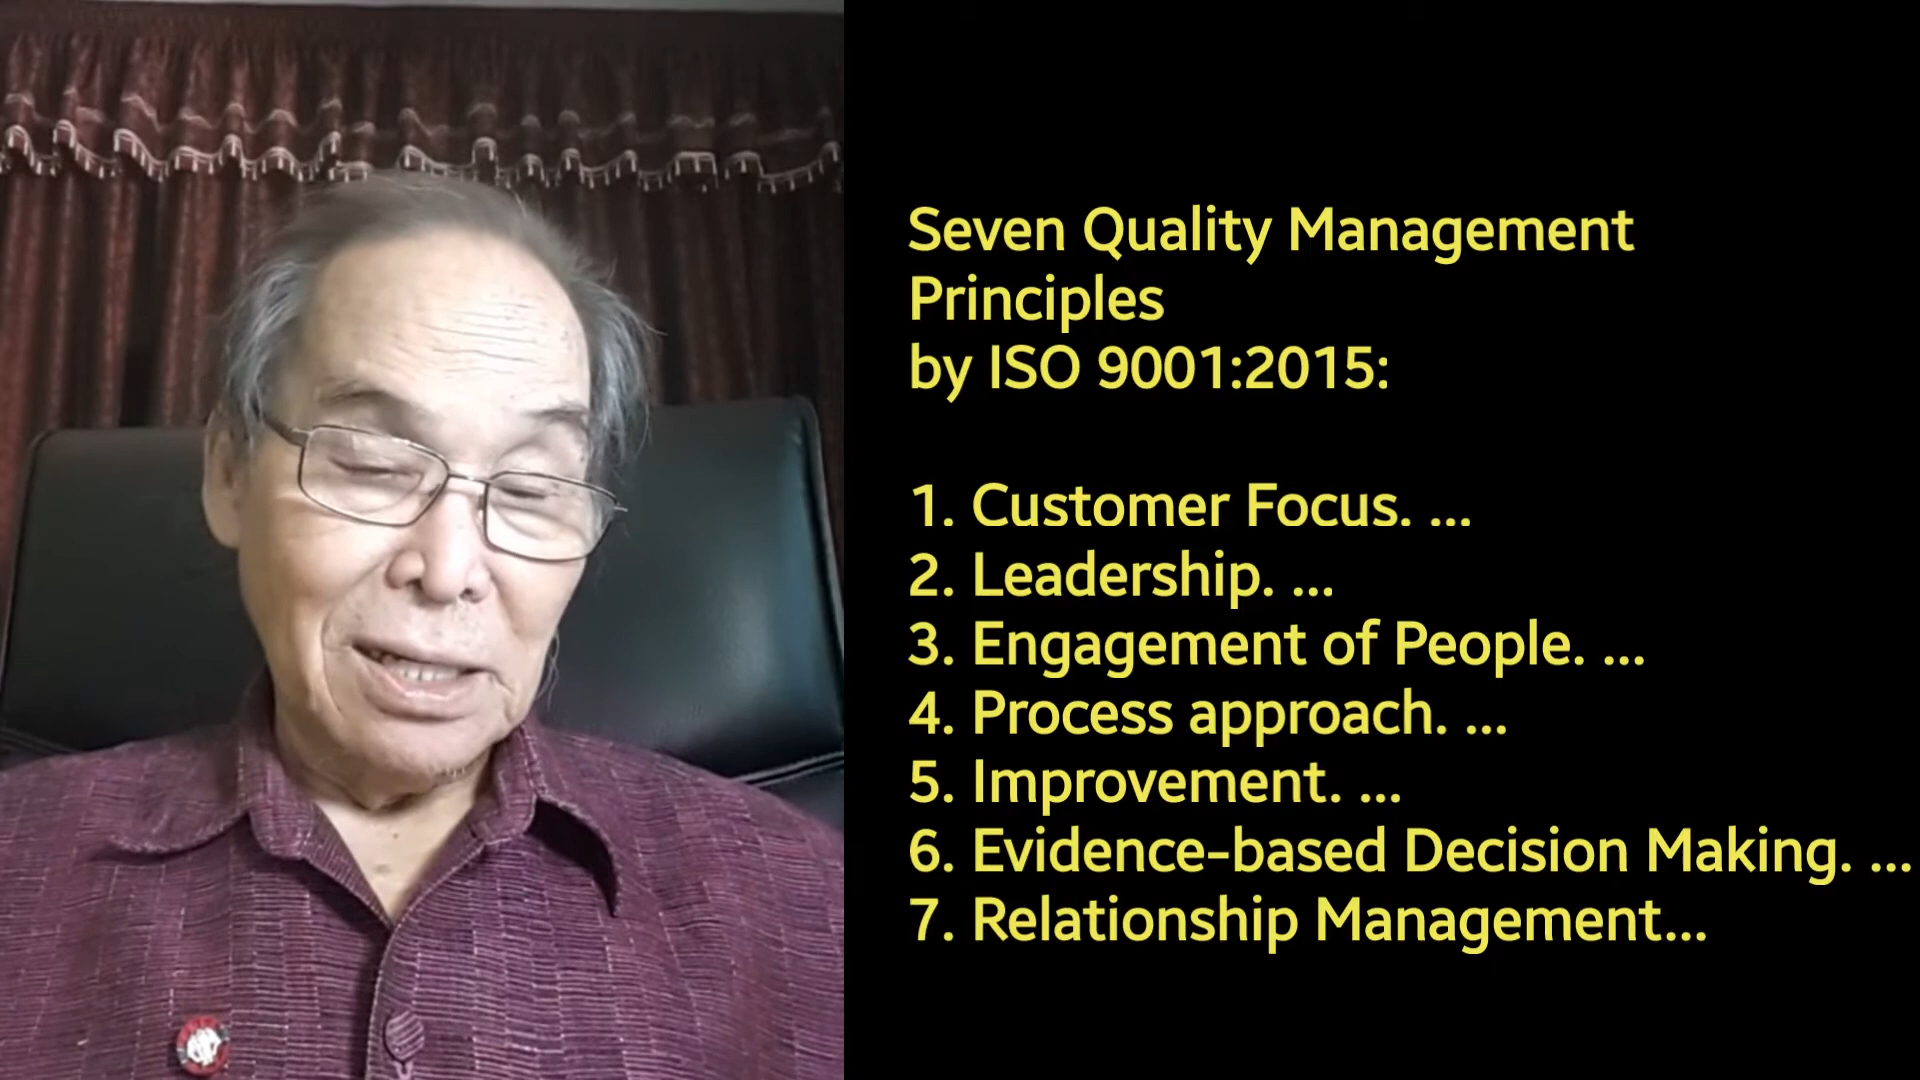 Seven Quality Management
Principles
by ISO 9001:2015:
1. Customer Focus. ...
2. Leadership. ...
3. Engagement of People. ...
4. Process approach. ...
5. Improvement. ...
6. Evidence-based Decision Making. ...
7. Relationship Management...